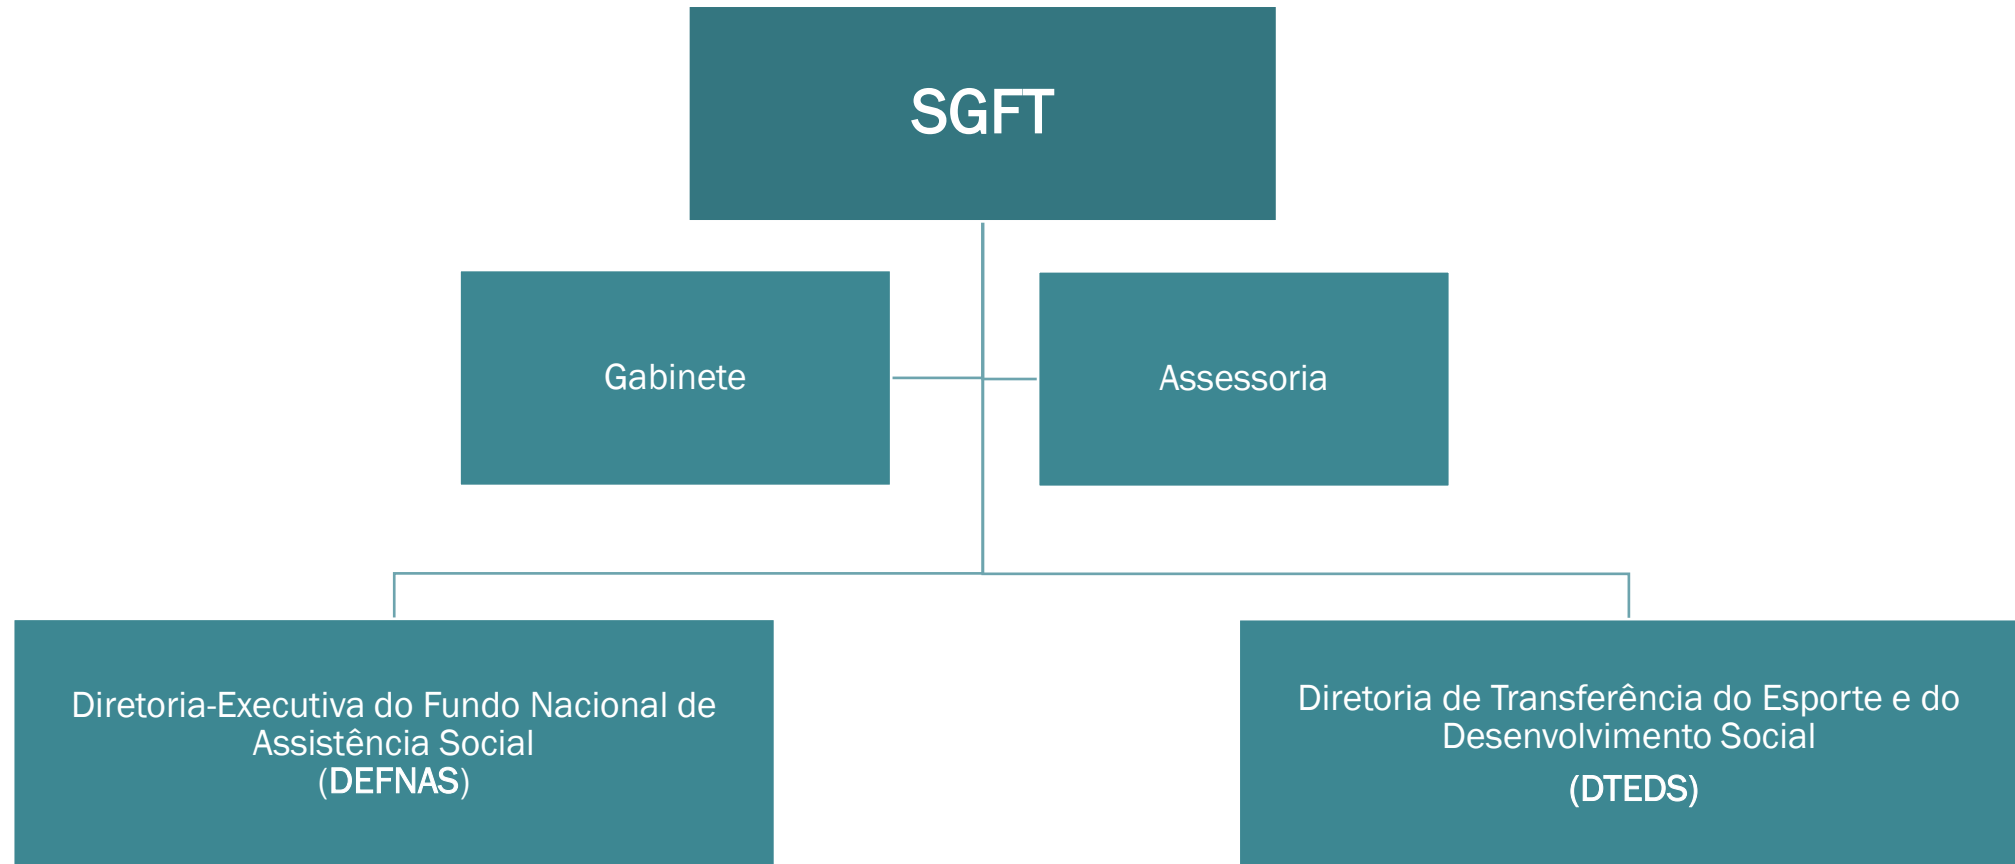 SGFT
Gabinete
Assessoria
Diretoria-Executiva do Fundo Nacional de
Assistência Social
(DEFNAS)
Diretoria de Transferência do Esporte e do
Desenvolvimento Social
(DTEDS)